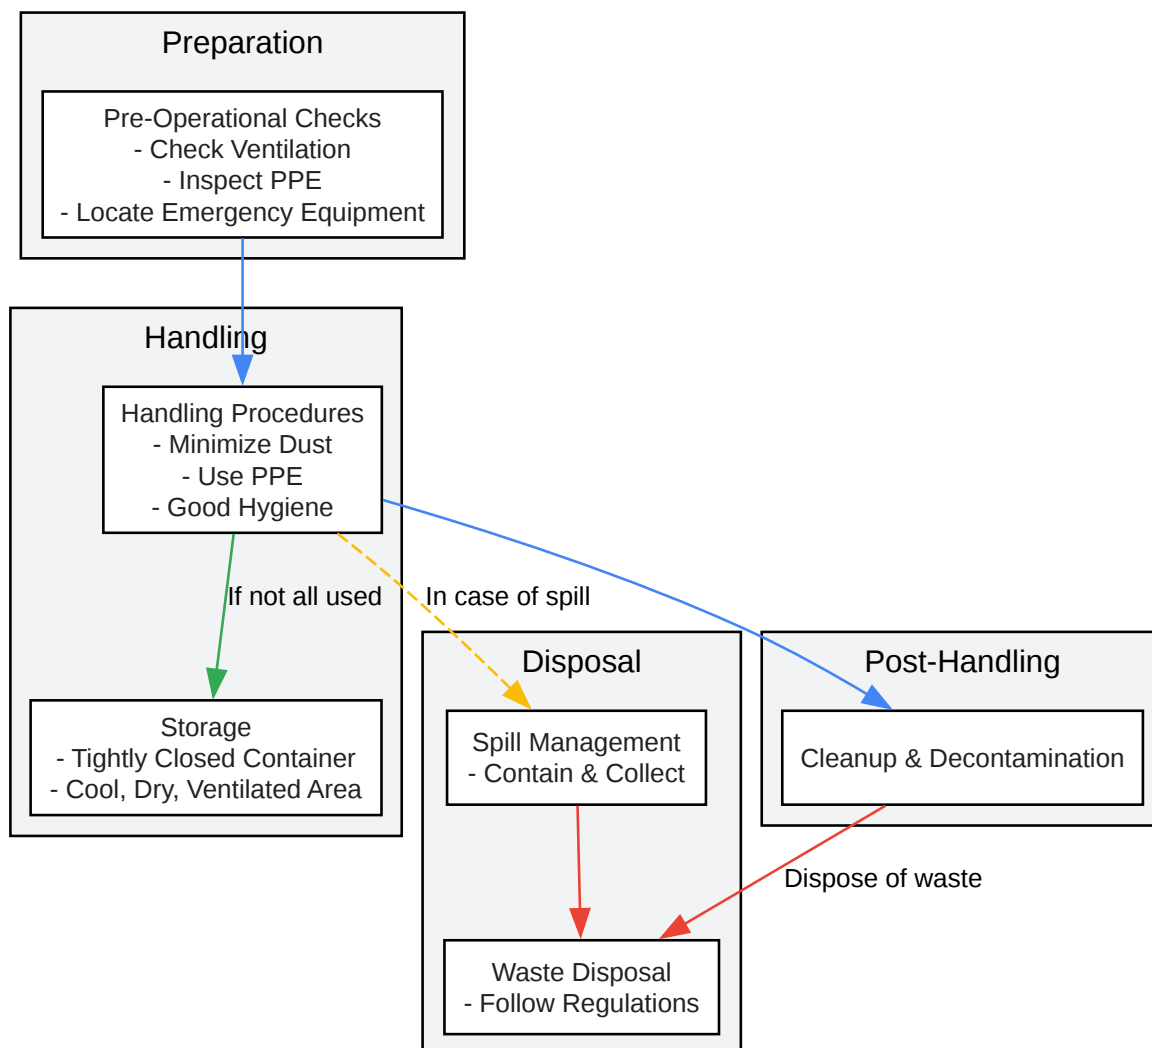 Preparation
Pre-Operational Checks
- Check Ventilation
- Inspect PPE
- Locate Emergency Equipment
Handling
Handling Procedures
- Minimize Dust
- Use PPE
- Good Hygiene
If not all used
In case of spill
Storage
- Tightly Closed Container
- Cool, Dry, Ventilated Area
Disposal
Spill Management
- Contain & Collect
Post-Handling
Cleanup & Decontamination
Dispose of waste
Waste Disposal
- Follow Regulations